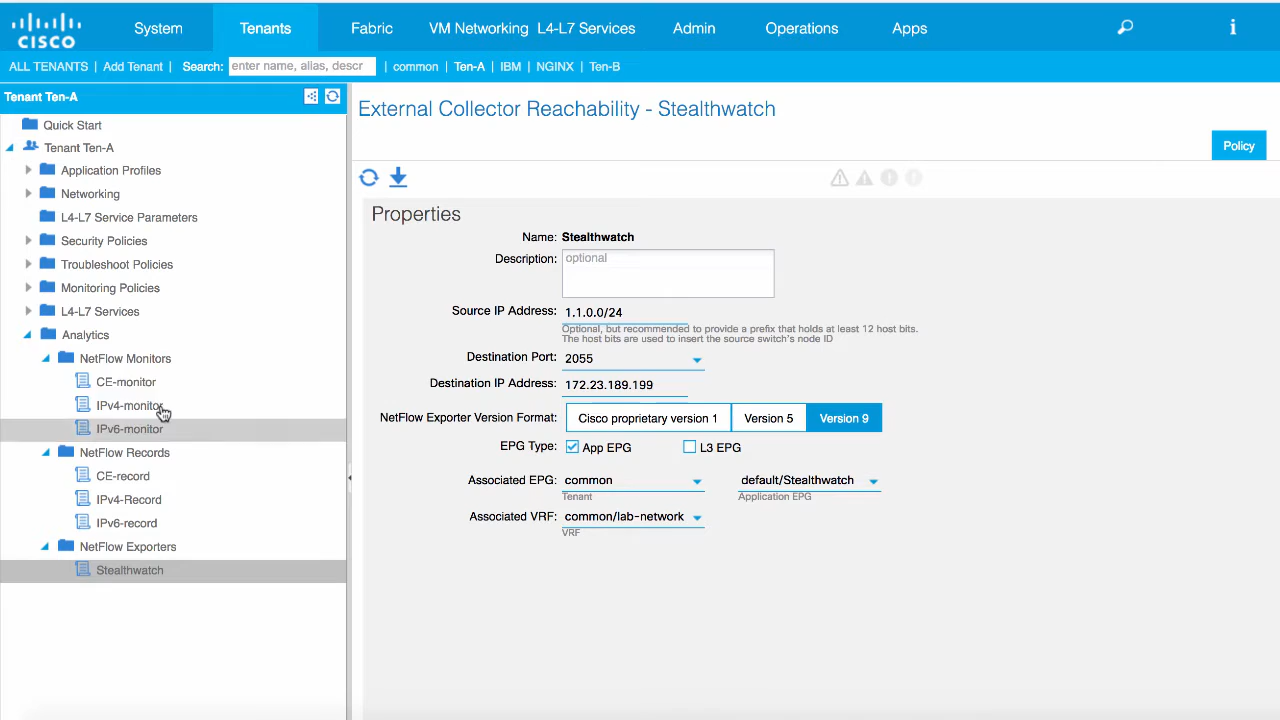 CISCO
System Tenants Fabric VM Networking L4-L7 Services Admin Operations Apps i
ALL TENANTS | Add Tenant | Search: enter name, alias, descr | common | Ten-A | IBM | NGINX | Ten-B
Tenant Ten-A
Quick Start
Tenant Ten-A
Application Profiles
Networking
L4-L7 Service Parameters
Security Policies
Troubleshoot Policies
Monitoring Policies
L4-L7 Services
Analytics
NetFlow Monitors
CE-monitor
IPv4-monitor
IPv6-monitor
NetFlow Records
CE-record
IPv4-Record
IPv6-record
NetFlow Exporters
Stealthwatch
External Collector Reachability - Stealthwatch
Policy
Properties
Name: Stealthwatch
Description: optional
Source IP Address: 1.1.0.0/24
Optional, but recommended to provide a prefix that holds at least 12 host bits.
The host bits are used to insert the source switch's node ID
Destination Port: 2055
Destination IP Address: 172.23.189.199
NetFlow Exporter Version Format: Cisco proprietary version 1 Version 5 Version 9
EPG Type: App EPG L3 EPG
Associated EPG: common default/Stealthwatch
Tenant Application EPG
Associated VRF: common/lab-network
VRF